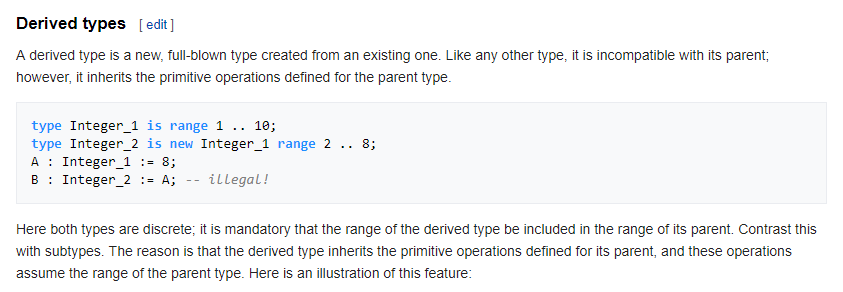 Derived types [ edit ]
A derived type is a new, full-blown type created from an existing one. Like any other type, it is incompatible with its parent;
however, it inherits the primitive operations defined for the parent type.
type Integer_1 is range 1 .. 10;
type Integer_2 is new Integer_1 range 2 .. 8;
A : Integer_1 := 8;
B : Integer_2 := A; -- illegal!
Here both types are discrete; it is mandatory that the range of the derived type be included in the range of its parent. Contrast this
with subtypes. The reason is that the derived type inherits the primitive operations defined for its parent, and these operations
assume the range of the parent type. Here is an illustration of this feature: